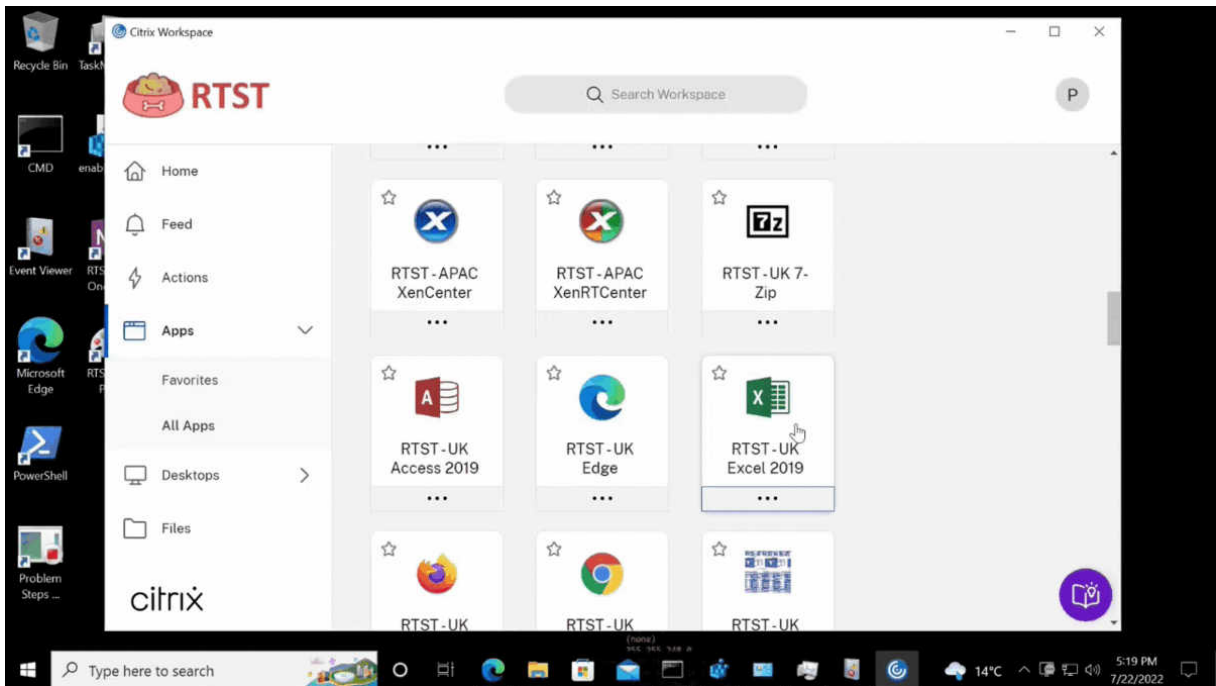 Citrix Workspace
Recycle Bin
RTST
Search Workspace
P
CMD
Home
Feed
Event Viewer
Actions
Apps
Microsoft
Edge
Favorites
All Apps
PowerShell
Desktops
Files
Problem
Steps ...
citrix
RTST - APAC
XenCenter
RTST - APAC
XenRTCenter
7z
RTST - UK 7-
Zip
A
RTST - UK
Access 2019
RTST - UK
Edge
X
RTST - UK
Excel 2019
RTST - UK
RTST - UK
RTST - UK
(none)
Type here to search
14°C
5:19 PM
7/22/2022